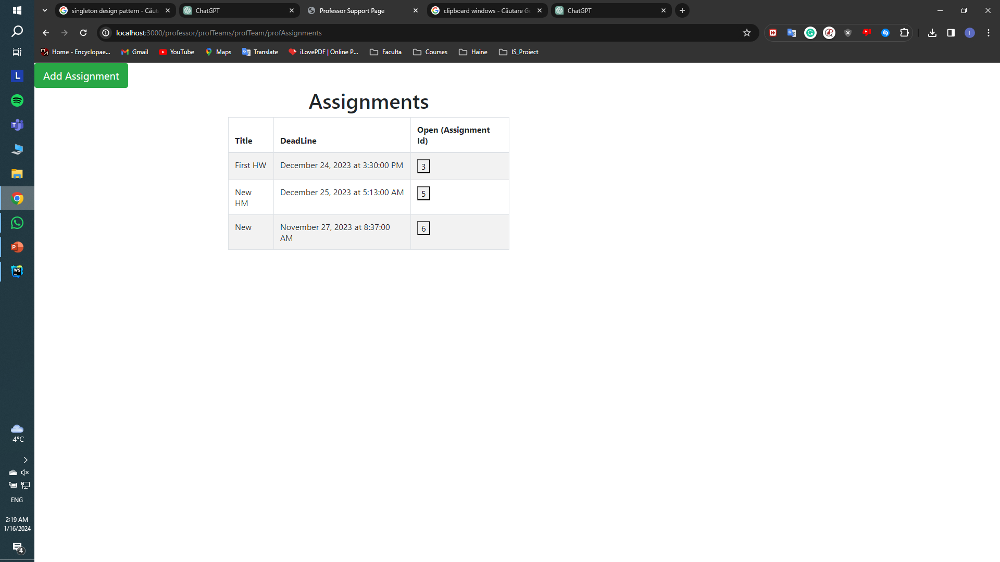 singleton design pattern - Cău
ChatGPT
Professor Support Page
clipboard windows - Căutare G
ChatGPT
localhost:3000/professor/profTeams/profTeam/profAssignments
Home - Encyclopae...
Gmail
YouTube
Maps
Translate
iLovePDF | Online P...
Faculta
Courses
Haine
IS_Proiect
Add Assignment
Assignments
Title DeadLine Open (Assignment
Id)
First HW December 24, 2023 at 3:30:00 PM 3
New December 25, 2023 at 5:13:00 AM 5
HM
New November 27, 2023 at 8:37:00 6
AM
-4°C
ENG
2:19 AM
1/16/2024
4